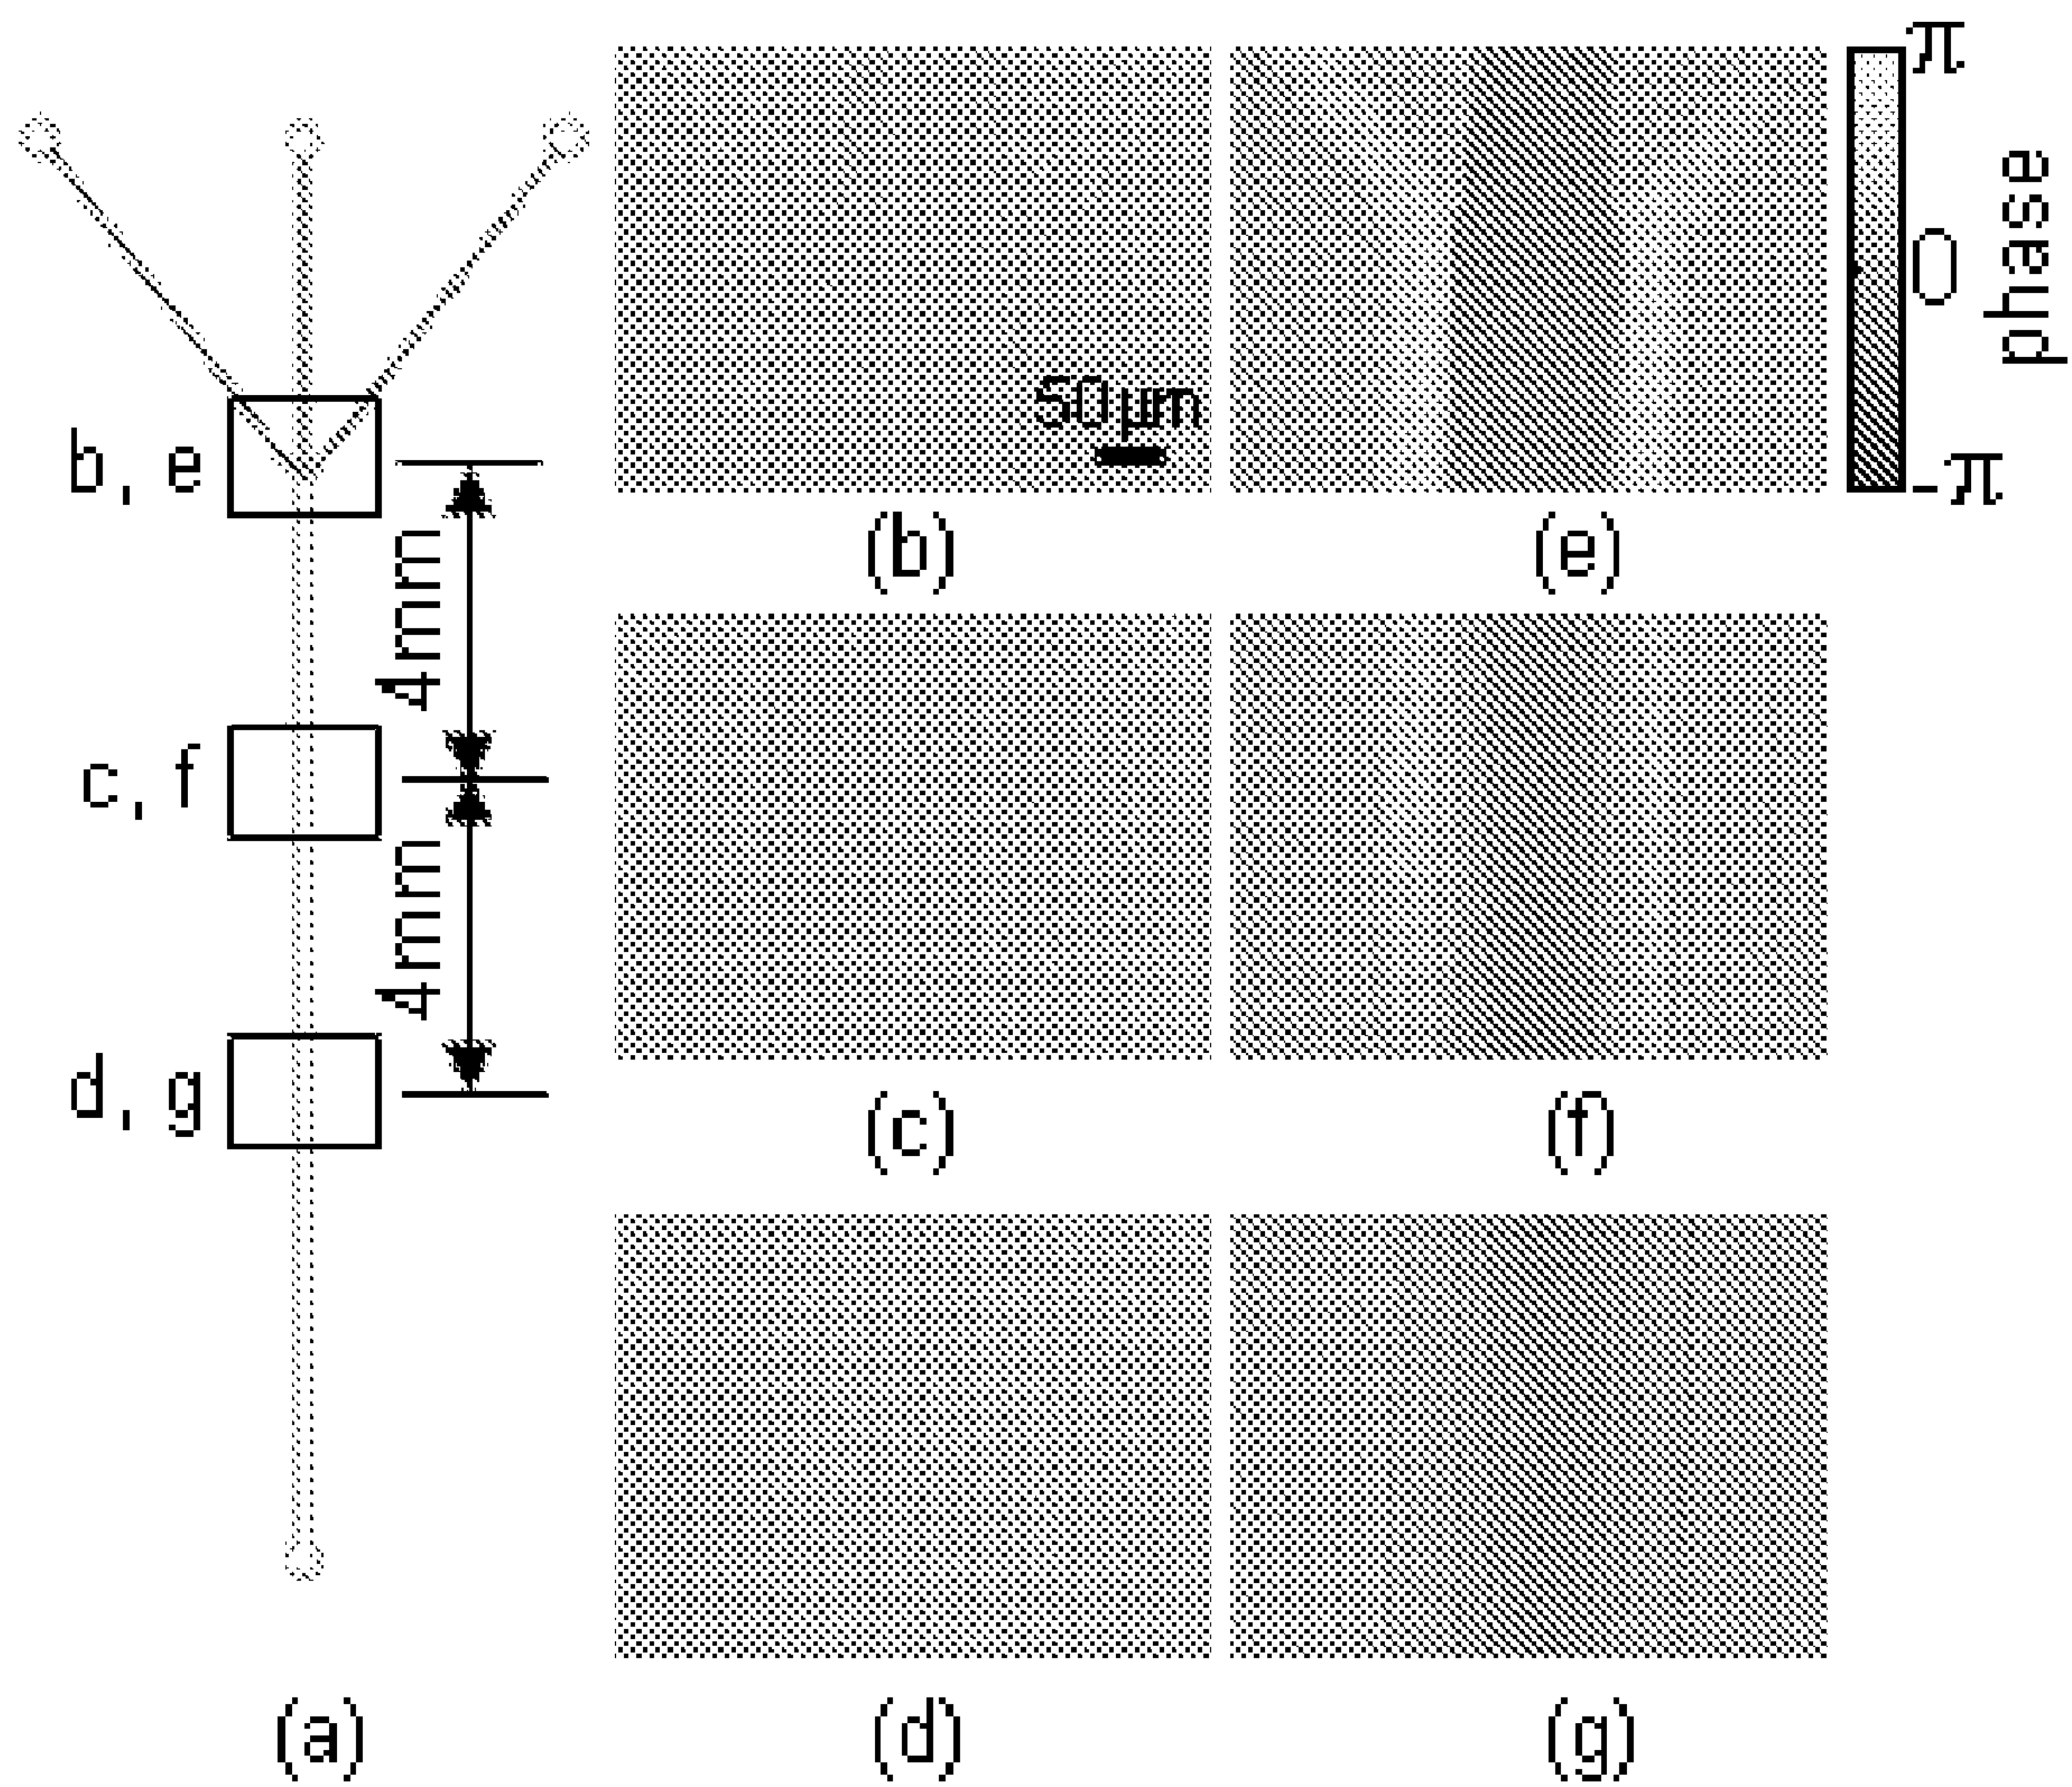 π
0
-π
phase
b, e
4mm
50μm
(b)
(e)
c, f
4mm
(c)
(f)
d, g
(a)
(d)
(g)